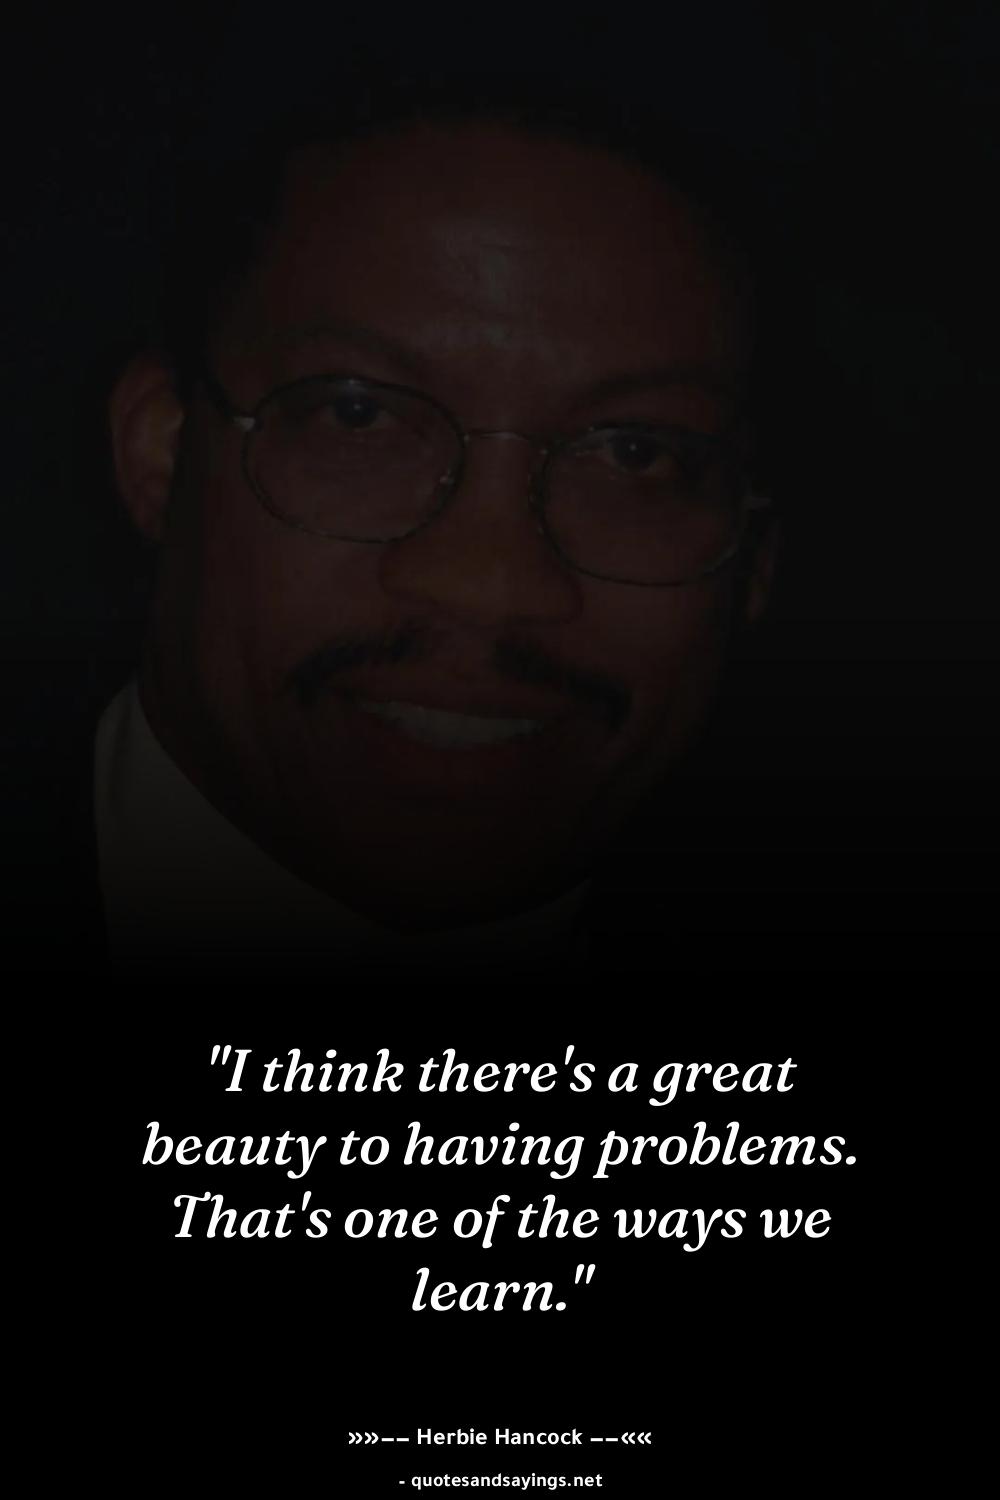 "I think there's a great
beauty to having problems.
That's one of the ways we
learn."
»»—— Herbie Hancock ——««
- quotesandsayings.net